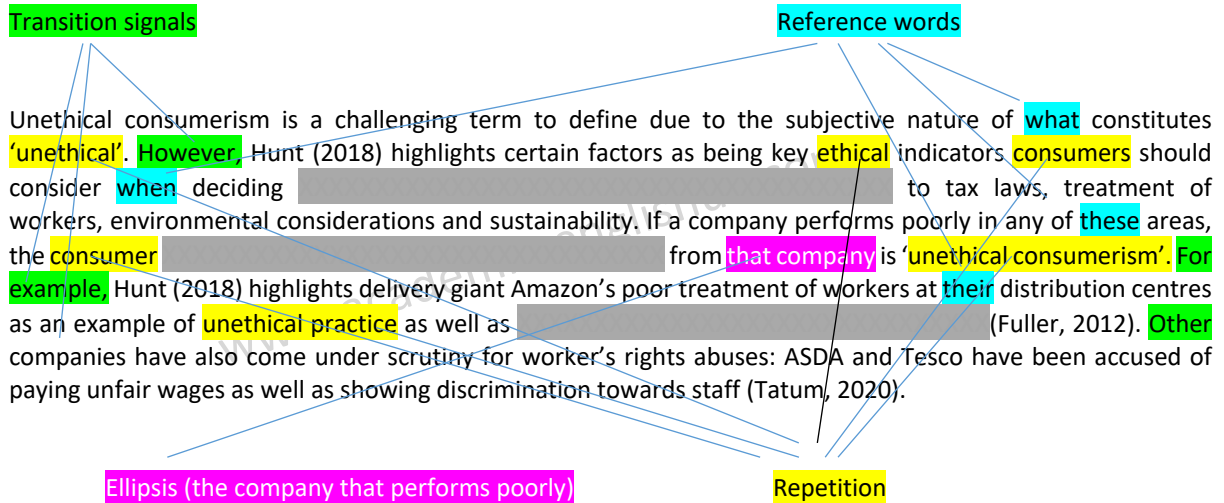 Transition signals
Reference words
Unethical consumerism is a challenging term to define due to the subjective nature of what constitutes
‘unethical’. However, Hunt (2018) highlights certain factors as being key ethical indicators consumers should
consider when deciding to tax laws, treatment of
workers, environmental considerations and sustainability. If a company performs poorly in any of these areas,
the consumer from that company is ‘unethical consumerism’. For
example, Hunt (2018) highlights delivery giant Amazon’s poor treatment of workers at their distribution centres
as an example of unethical practice as well as (Fuller, 2012). Other
companies have also come under scrutiny for worker’s rights abuses: ASDA and Tesco have been accused of
paying unfair wages as well as showing discrimination towards staff (Tatum, 2020).
Ellipsis (the company that performs poorly)
Repetition